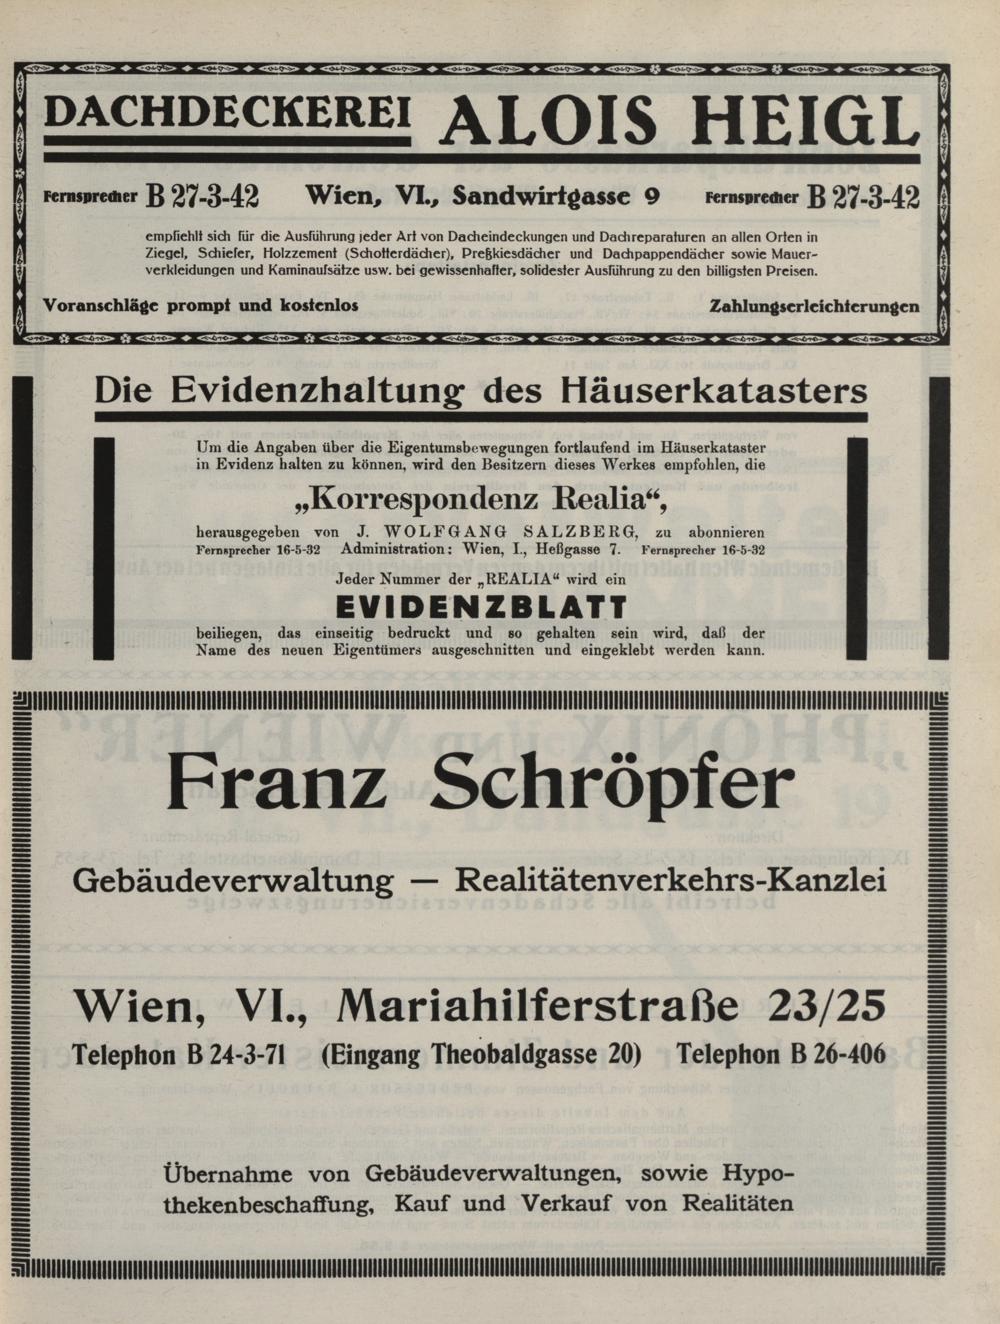 DACHDECKEREI ALOIS HEIGL
Fernsprecher B 27-3-42 Wien, VI., Sandwirtgasse 9 Fernsprecher B 27-3-42
empfiehlt sich für die Ausführung jeder Art von Dacheindeckungen und Dachreparaturen an allen Orten in
Ziegel, Schiefer, Holzzement (Schotterdächer), Preßkiesdächer und Dachpappendächer sowie Mauer-
verkleidungen und Kaminaufsätze usw. bei gewissenhafter, solidester Ausführung zu den billigsten Preisen.
Voranschläge prompt und kostenlos Zahlungserleichterungen
Die Evidenzhaltung des Häuserkatasters
Um die Angaben über die Eigentumsbewegungen fortlaufend im Häuserkataster
in Evidenz halten zu können, wird den Besitzern dieses Werkes empfohlen, die
„Korrespondenz Realia“,
herausgegeben von J. WOLFGANG SALZBERG, zu abonnieren
Fernsprecher 16-5-32 Administration: Wien, I., Heßgasse 7. Fernsprecher 16-5-32
Jeder Nummer der „REALIA“ wird ein
EVIDENZBLATT
beiliegen, das einseitig bedruckt und so gehalten sein wird, daß der
Name des neuen Eigentümers ausgeschnitten und eingeklebt werden kann.
Franz Schröpfer
Gebäudeverwaltung — Realitätenverkehrs-Kanzlei
Wien, VI., Mariahilferstraße 23/25
Telephon B 24-3-71 (Eingang Theobaldgasse 20) Telephon B 26-406
Übernahme von Gebäudeverwaltungen, sowie Hypo-
thekenbeschaffung, Kauf und Verkauf von Realitäten